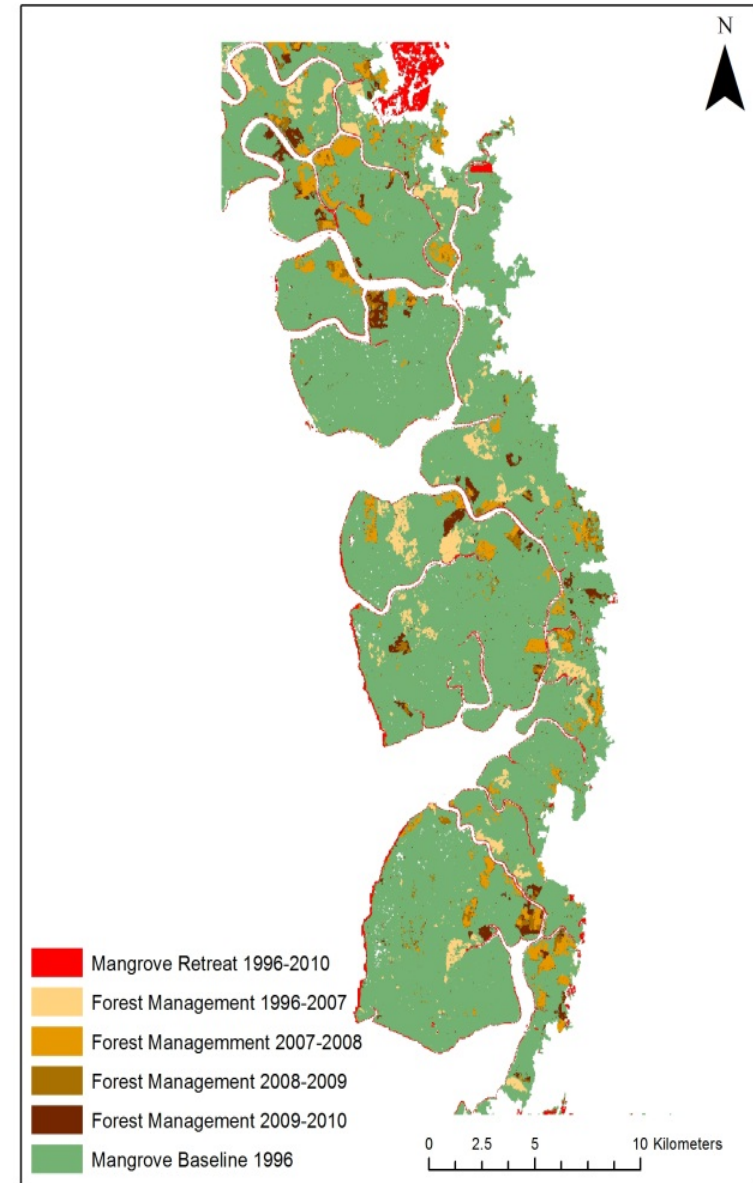 N
Mangrove Retreat 1996-2010
Forest Management 1996-2007
Forest Managemment 2007-2008
Forest Management 2008-2009
Forest Management 2009-2010
Mangrove Baseline 1996
0 2.5 5 10 Kilometers